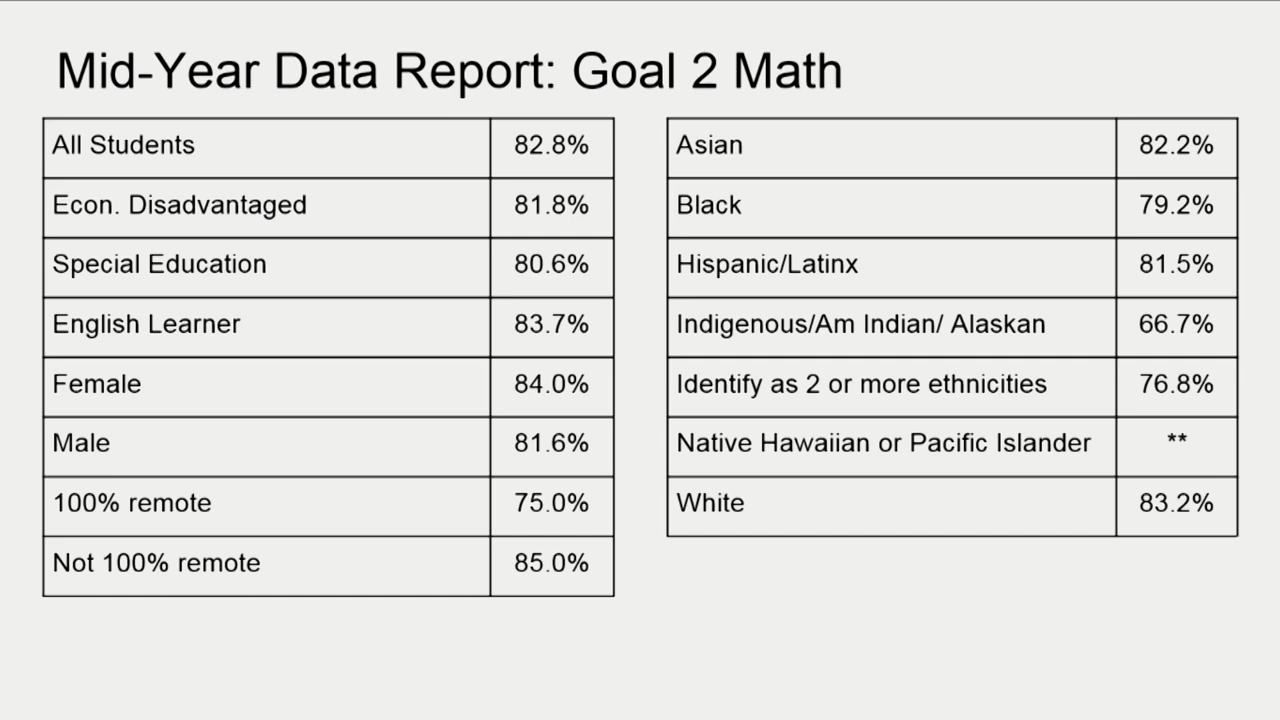 Mid-Year Data Report: Goal 2 Math
All Students 82.8%
Econ. Disadvantaged 81.8%
Special Education 80.6%
English Learner 83.7%
Female 84.0%
Male 81.6%
100% remote 75.0%
Not 100% remote 85.0%
Asian 82.2%
Black 79.2%
Hispanic/Latinx 81.5%
Indigenous/Am Indian/ Alaskan 66.7%
Identify as 2 or more ethnicities 76.8%
Native Hawaiian or Pacific Islander **
White 83.2%